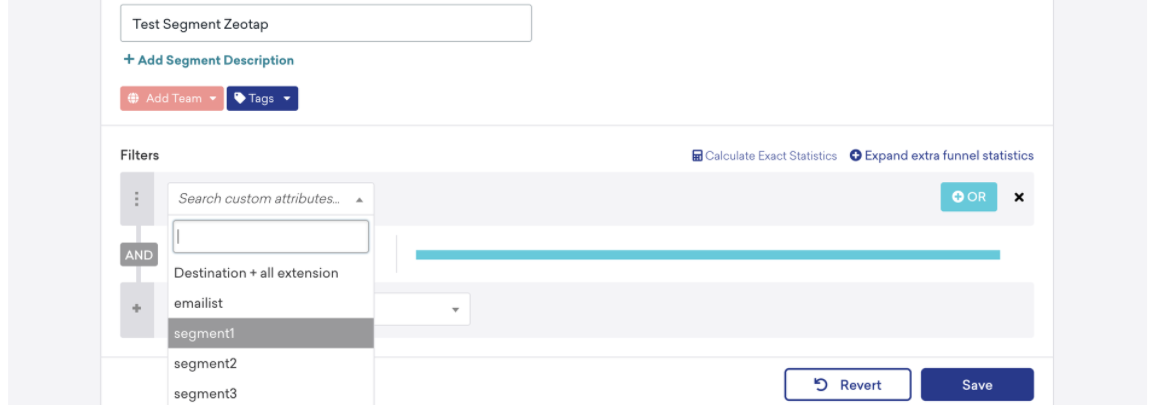 Test Segment Zeotap
+ Add Segment Description
Add Team Tags
Filters Calculate Exact Statistics Expand extra funnel statistics
Search custom attributes... OR
AND
Destination + all extension
emailist
segment1
segment2
segment3
Revert Save